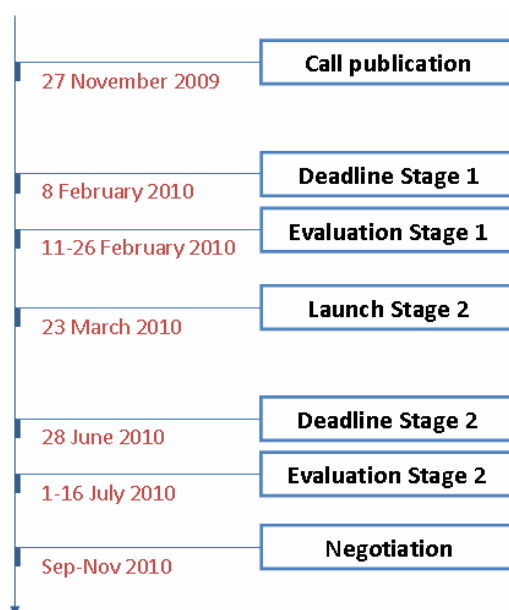 Call publication
27 November 2009
Deadline Stage 1
8 February 2010
Evaluation Stage 1
11-26 February 2010
Launch Stage 2
23 March 2010
Deadline Stage 2
28 June 2010
Evaluation Stage 2
1-16 July 2010
Negotiation
Sep-Nov 2010